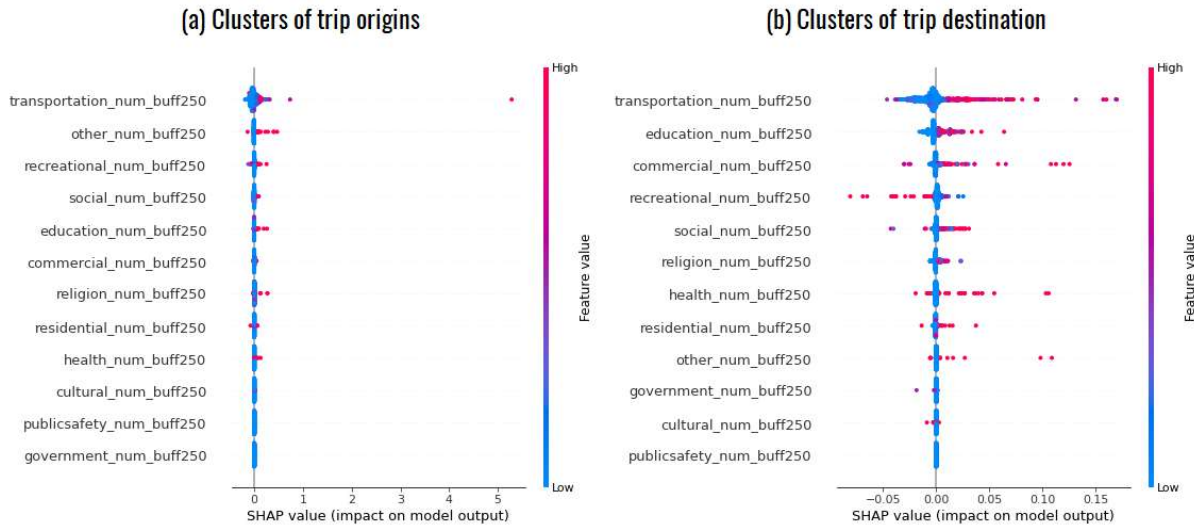 (a) Clusters of trip origins
High
transportation_num_buff250
other_num_buff250
recreational_num_buff250
social_num_buff250
education_num_buff250
commercial_num_buff250
religion_num_buff250
residential_num_buff250
health_num_buff250
cultural_num_buff250
publicsafety_num_buff250
government_num_buff250
Feature value
Low
0 1 2 3 4 5
SHAP value (impact on model output)
(b) Clusters of trip destination
High
transportation_num_buff250
education_num_buff250
commercial_num_buff250
recreational_num_buff250
social_num_buff250
religion_num_buff250
health_num_buff250
residential_num_buff250
other_num_buff250
government_num_buff250
cultural_num_buff250
publicsafety_num_buff250
Feature value
Low
−0.05 0.00 0.05 0.10 0.15
SHAP value (impact on model output)